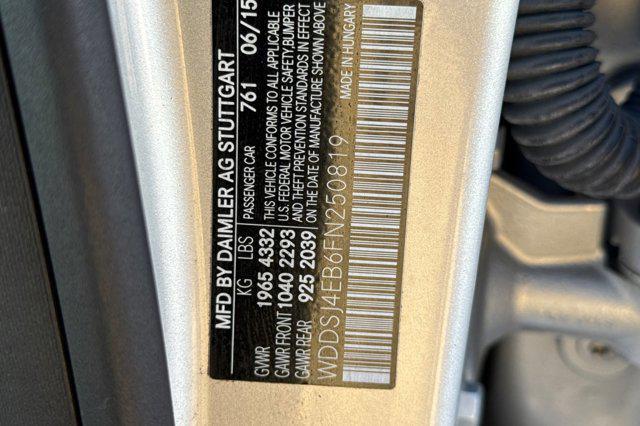 MFD BY DAIMLER AG STUTTGART
KG LBS PASSENGER CAR 761 06/15
GVWR 1965 4332 THIS VEHICLE CONFORMS TO ALL APPLICABLE
GAWR FRONT 1040 2293 U.S. FEDERAL MOTOR VEHICLE SAFETY,BUMPER
GAWR REAR 925 2039 AND THEFT PREVENTION STANDARDS IN EFFECT
ON THE DATE OF MANUFACTURE SHOWN ABOVE
WDDSJ4EB6FN250819 MADE IN HUNGARY